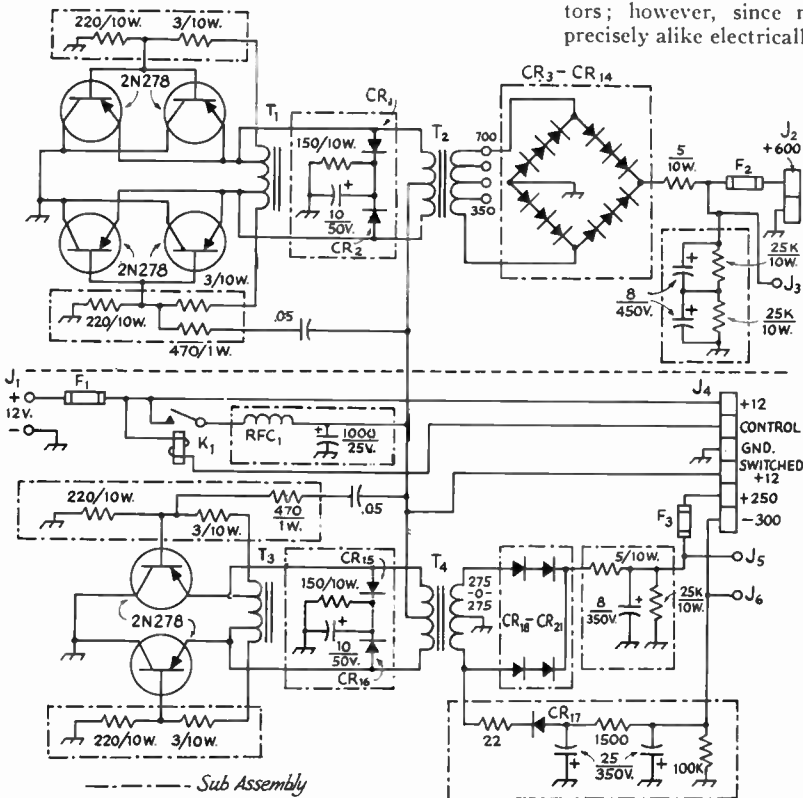 tors; however, since
precisely alike electrically
220/10W. 3/10W.
2N278
T1
CR1
150/10W.
10/50V.
CR2
T2
700
350
CR3-CR14
5/10W.
F2
J2
+600
25K/10W.
J3
8/450V.
25K/10W.
2N278
3/10W.
220/10W.
470/1W.
.05
J1
+
12V.
-
F1
K1
RFC1
1000/25V.
J4
+12
CONTROL
GND.
SWITCHED
+12
+250
-300
F3
220/10W.
3/10W.
470/1W.
.05
T3
CR15
150/10W.
10/50V.
CR16
T4
275
-0-
275
CR18-CR21
5/10W.
8/350V.
25K/10W.
J5
J6
2N278
220/10W. 3/10W.
22
CR17
1500
25/350V.
100K
Sub Assembly